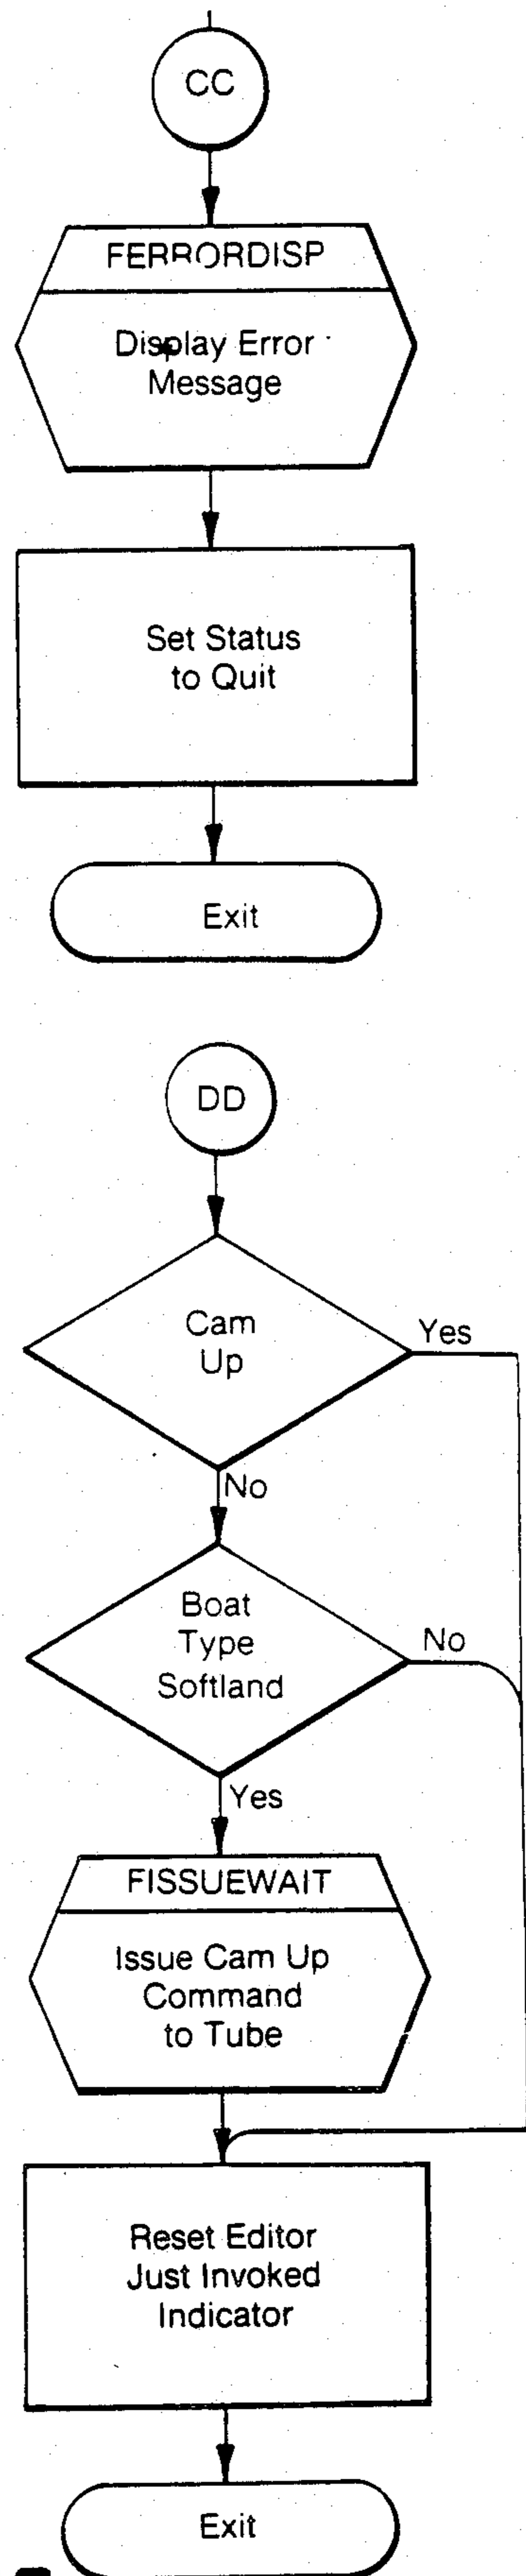 CC
FERRORDISP
Display Error
Message
Set Status
to Quit
Exit
DD
Cam
Up
Yes
No
Boat
Type
Softland
No
Yes
FISSUEWAIT
Issue Cam Up
Command
to Tube
Reset Editor
Just Invoked
Indicator
Exit